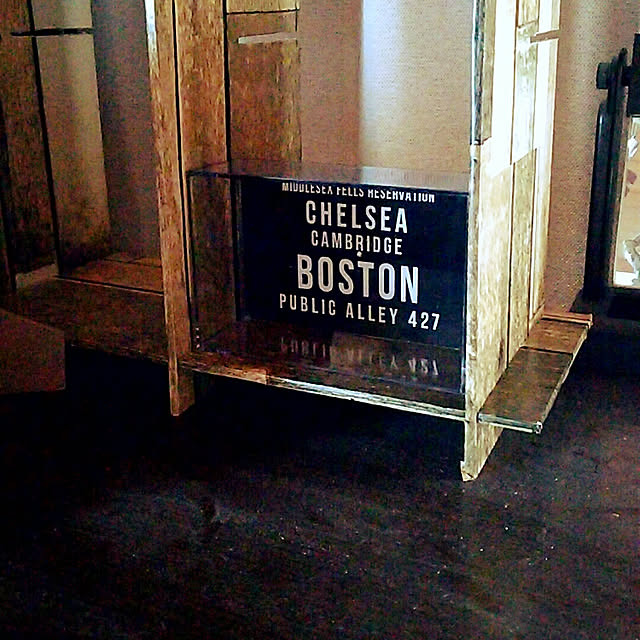 MIDDLESEX FELLS RESERVATION
CHELSEA
CAMBRIDGE
BOSTON
PUBLIC ALLEY 427